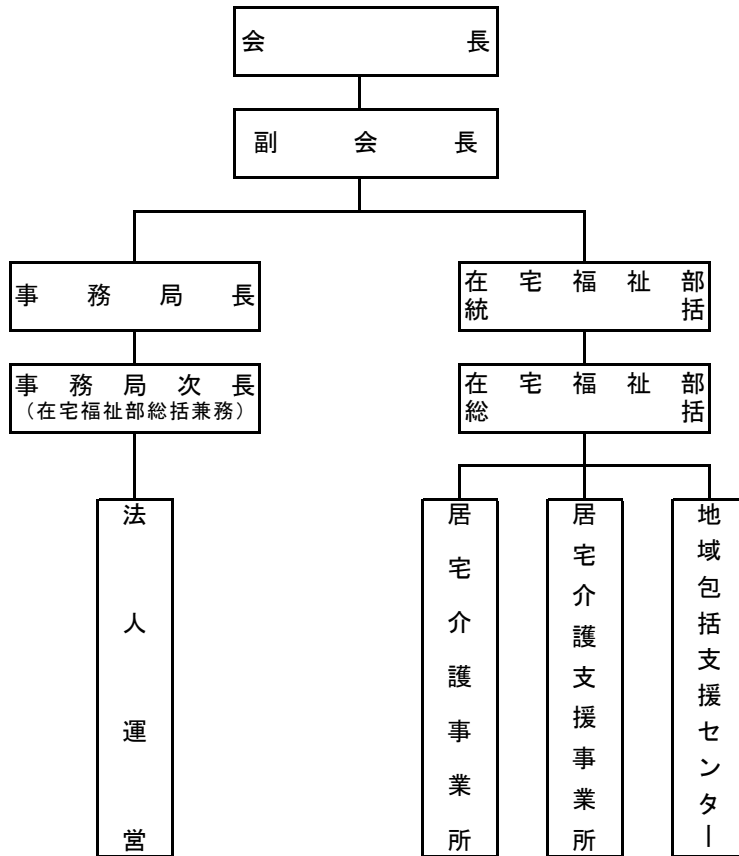 会長
副会長
事務局長
在宅福祉部
統括
事務局次長
（在宅福祉部総括兼務）
在宅福祉部
総括
法人運営
居宅介護事業所
居宅介護支援事業所
地域包括支援センター